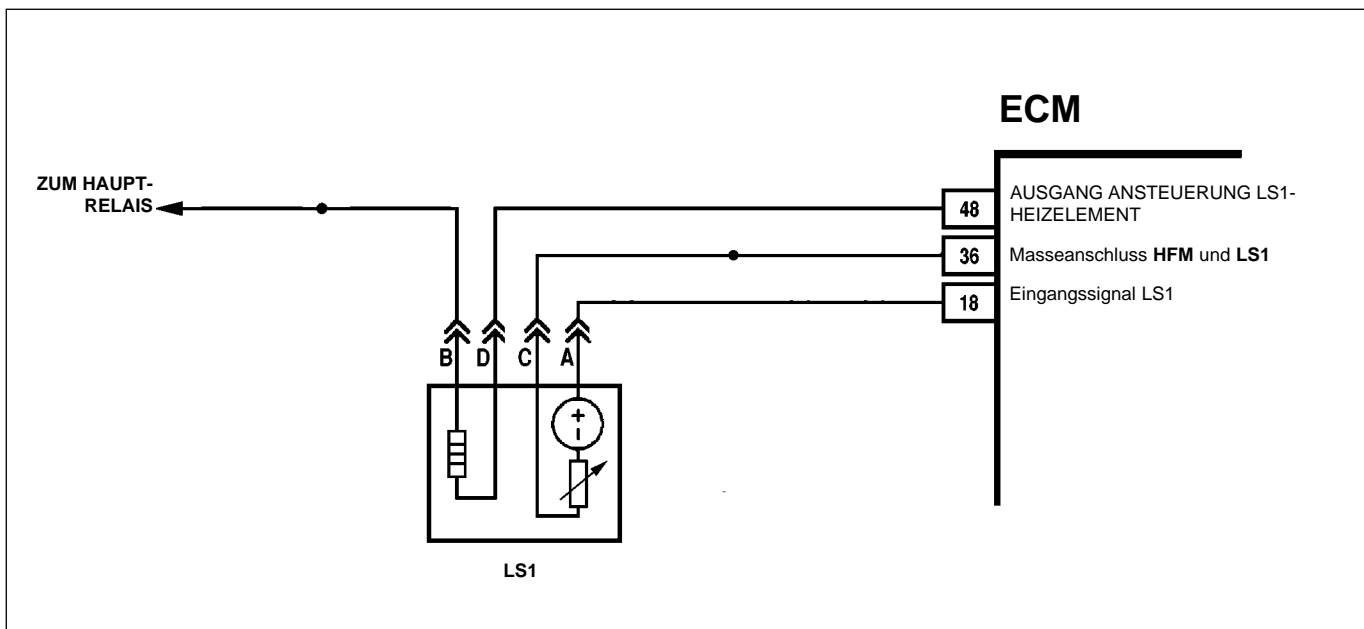 ECM
ZUM HAUPT-
RELAIS
48
AUSGANG ANSTEUERUNG LS1-
HEIZELEMENT
36
Masseanschluss HFM und LS1
18
Eingangssignal LS1
B D C A
+
-
LS1